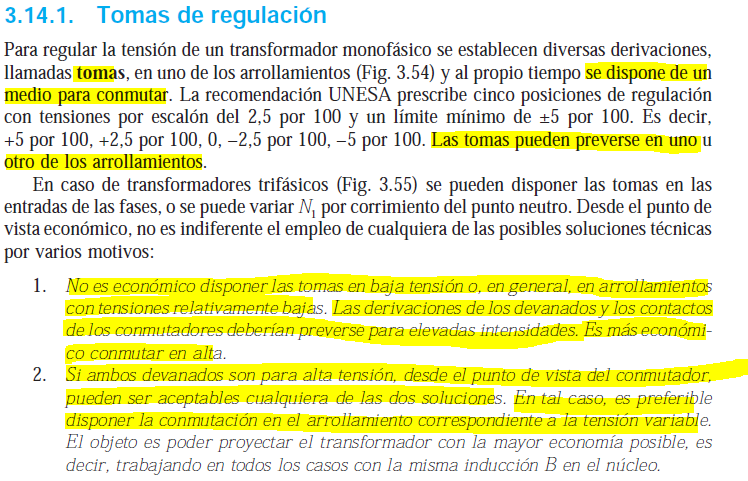 3.14.1. Tomas de regulación
Para regular la tensión de un transformador monofásico se establecen diversas derivaciones,
llamadas tomas, en uno de los arrollamientos (Fig. 3.54) y al propio tiempo se dispone de un
medio para conmutar. La recomendación UNESA prescribe cinco posiciones de regulación
con tensiones por escalón del 2,5 por 100 y un límite mínimo de ±5 por 100. Es decir,
+5 por 100, +2,5 por 100, 0, –2,5 por 100, –5 por 100. Las tomas pueden preverse en uno u
otro de los arrollamientos.
En caso de transformadores trifásicos (Fig. 3.55) se pueden disponer las tomas en las
entradas de las fases, o se puede variar N₁ por corrimiento del punto neutro. Desde el punto de
vista económico, no es indiferente el empleo de cualquiera de las posibles soluciones técnicas
por varios motivos:
1. No es económico disponer las tomas en baja tensión o, en general, en arrollamientos
con tensiones relativamente bajas. Las derivaciones de los devanados y los contactos
de los conmutadores deberían preverse para elevadas intensidades. Es más económi-
co conmutar en alta.
2. Si ambos devanados son para alta tensión, desde el punto de vista del conmutador,
pueden ser aceptables cualquiera de las dos soluciones. En tal caso, es preferible
disponer la conmutación en el arrollamiento correspondiente a la tensión variable.
El objeto es poder proyectar el transformador con la mayor economía posible, es
decir, trabajando en todos los casos con la misma inducción B en el núcleo.